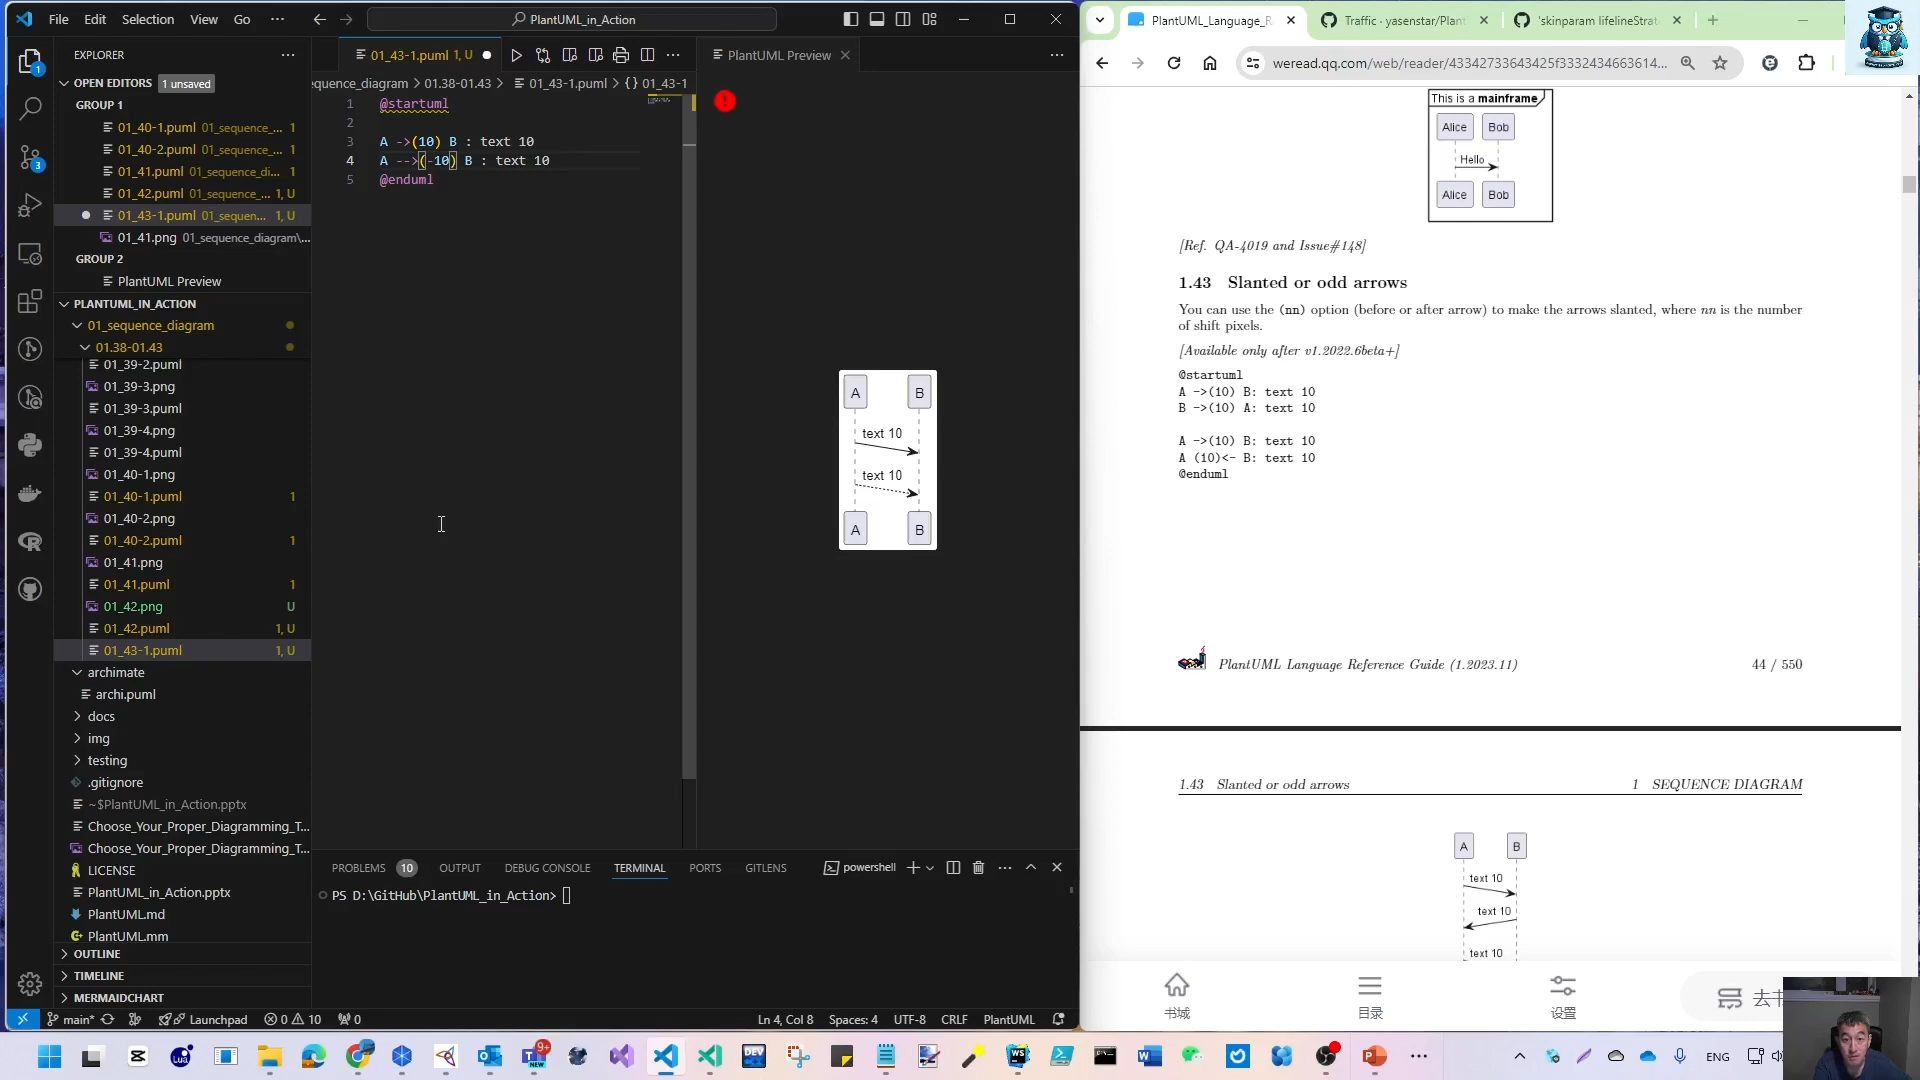 File Edit Selection View Go ···
PlantUML_in_Action
EXPLORER
OPEN EDITORS 1 unsaved
GROUP 1
01_40-1.puml 01_sequence_... 1
01_40-2.puml 01_sequence_... 1
01_41.puml 01_sequence_di... 1
01_42.puml 01_sequence_... 1, U
01_43-1.puml 01_sequen... 1, U
01_41.png 01_sequence_diagram\...
GROUP 2
PlantUML Preview
PLANTUML_IN_ACTION
01_sequence_diagram
01.38-01.43
01_39-2.puml
01_39-3.png
01_39-3.puml
01_39-4.png
01_39-4.puml
01_40-1.png
01_40-1.puml 1
01_40-2.png
01_40-2.puml 1
01_41.png
01_41.puml 1
01_42.png U
01_42.puml 1, U
01_43-1.puml 1, U
archimate
archi.puml
docs
img
testing
.gitignore
~$PlantUML_in_Action.pptx
Choose_Your_Proper_Diagramming_T...
Choose_Your_Proper_Diagramming_T...
LICENSE
PlantUML_in_Action.pptx
PlantUML.md
PlantUML.mm
OUTLINE
TIMELINE
MERMAIDCHART
01_43-1.puml 1, U
equence_diagram > 01.38-01.43 > 01_43-1.puml > {} 01_43-1
1 @startuml
2
3 A ->(10) B : text 10
4 A -->(-10) B : text 10
5 @enduml
PlantUML Preview
A B
text 10
text 10
A B
PROBLEMS 10 OUTPUT DEBUG CONSOLE TERMINAL PORTS GITLENS powershell
PS D:\GitHub\PlantUML_in_Action>
main* Launchpad 0 10 0 Ln 4, Col 8 Spaces: 4 UTF-8 CRLF PlantUML
PlantUML_Language_R
Traffic · yasenstar/Plant
'skinparam lifelineStrat
weread.qq.com/web/reader/43342733643425f3332434663614...
This is a mainframe
Alice Bob
Hello
Alice Bob
[Ref. QA-4019 and Issue#148]
1.43 Slanted or odd arrows
You can use the (nn) option (before or after arrow) to make the arrows slanted, where nn is the number
of shift pixels.
[Available only after v1.2022.6beta+]
@startuml
A ->(10) B: text 10
B ->(10) A: text 10
A ->(10) B: text 10
A (10)<- B: text 10
@enduml
PlantUML Language Reference Guide (1.2023.11) 44 / 550
1.43 Slanted or odd arrows 1 SEQUENCE DIAGRAM
A B
text 10
text 10
text 10
书城 目录 设置 去
ENG